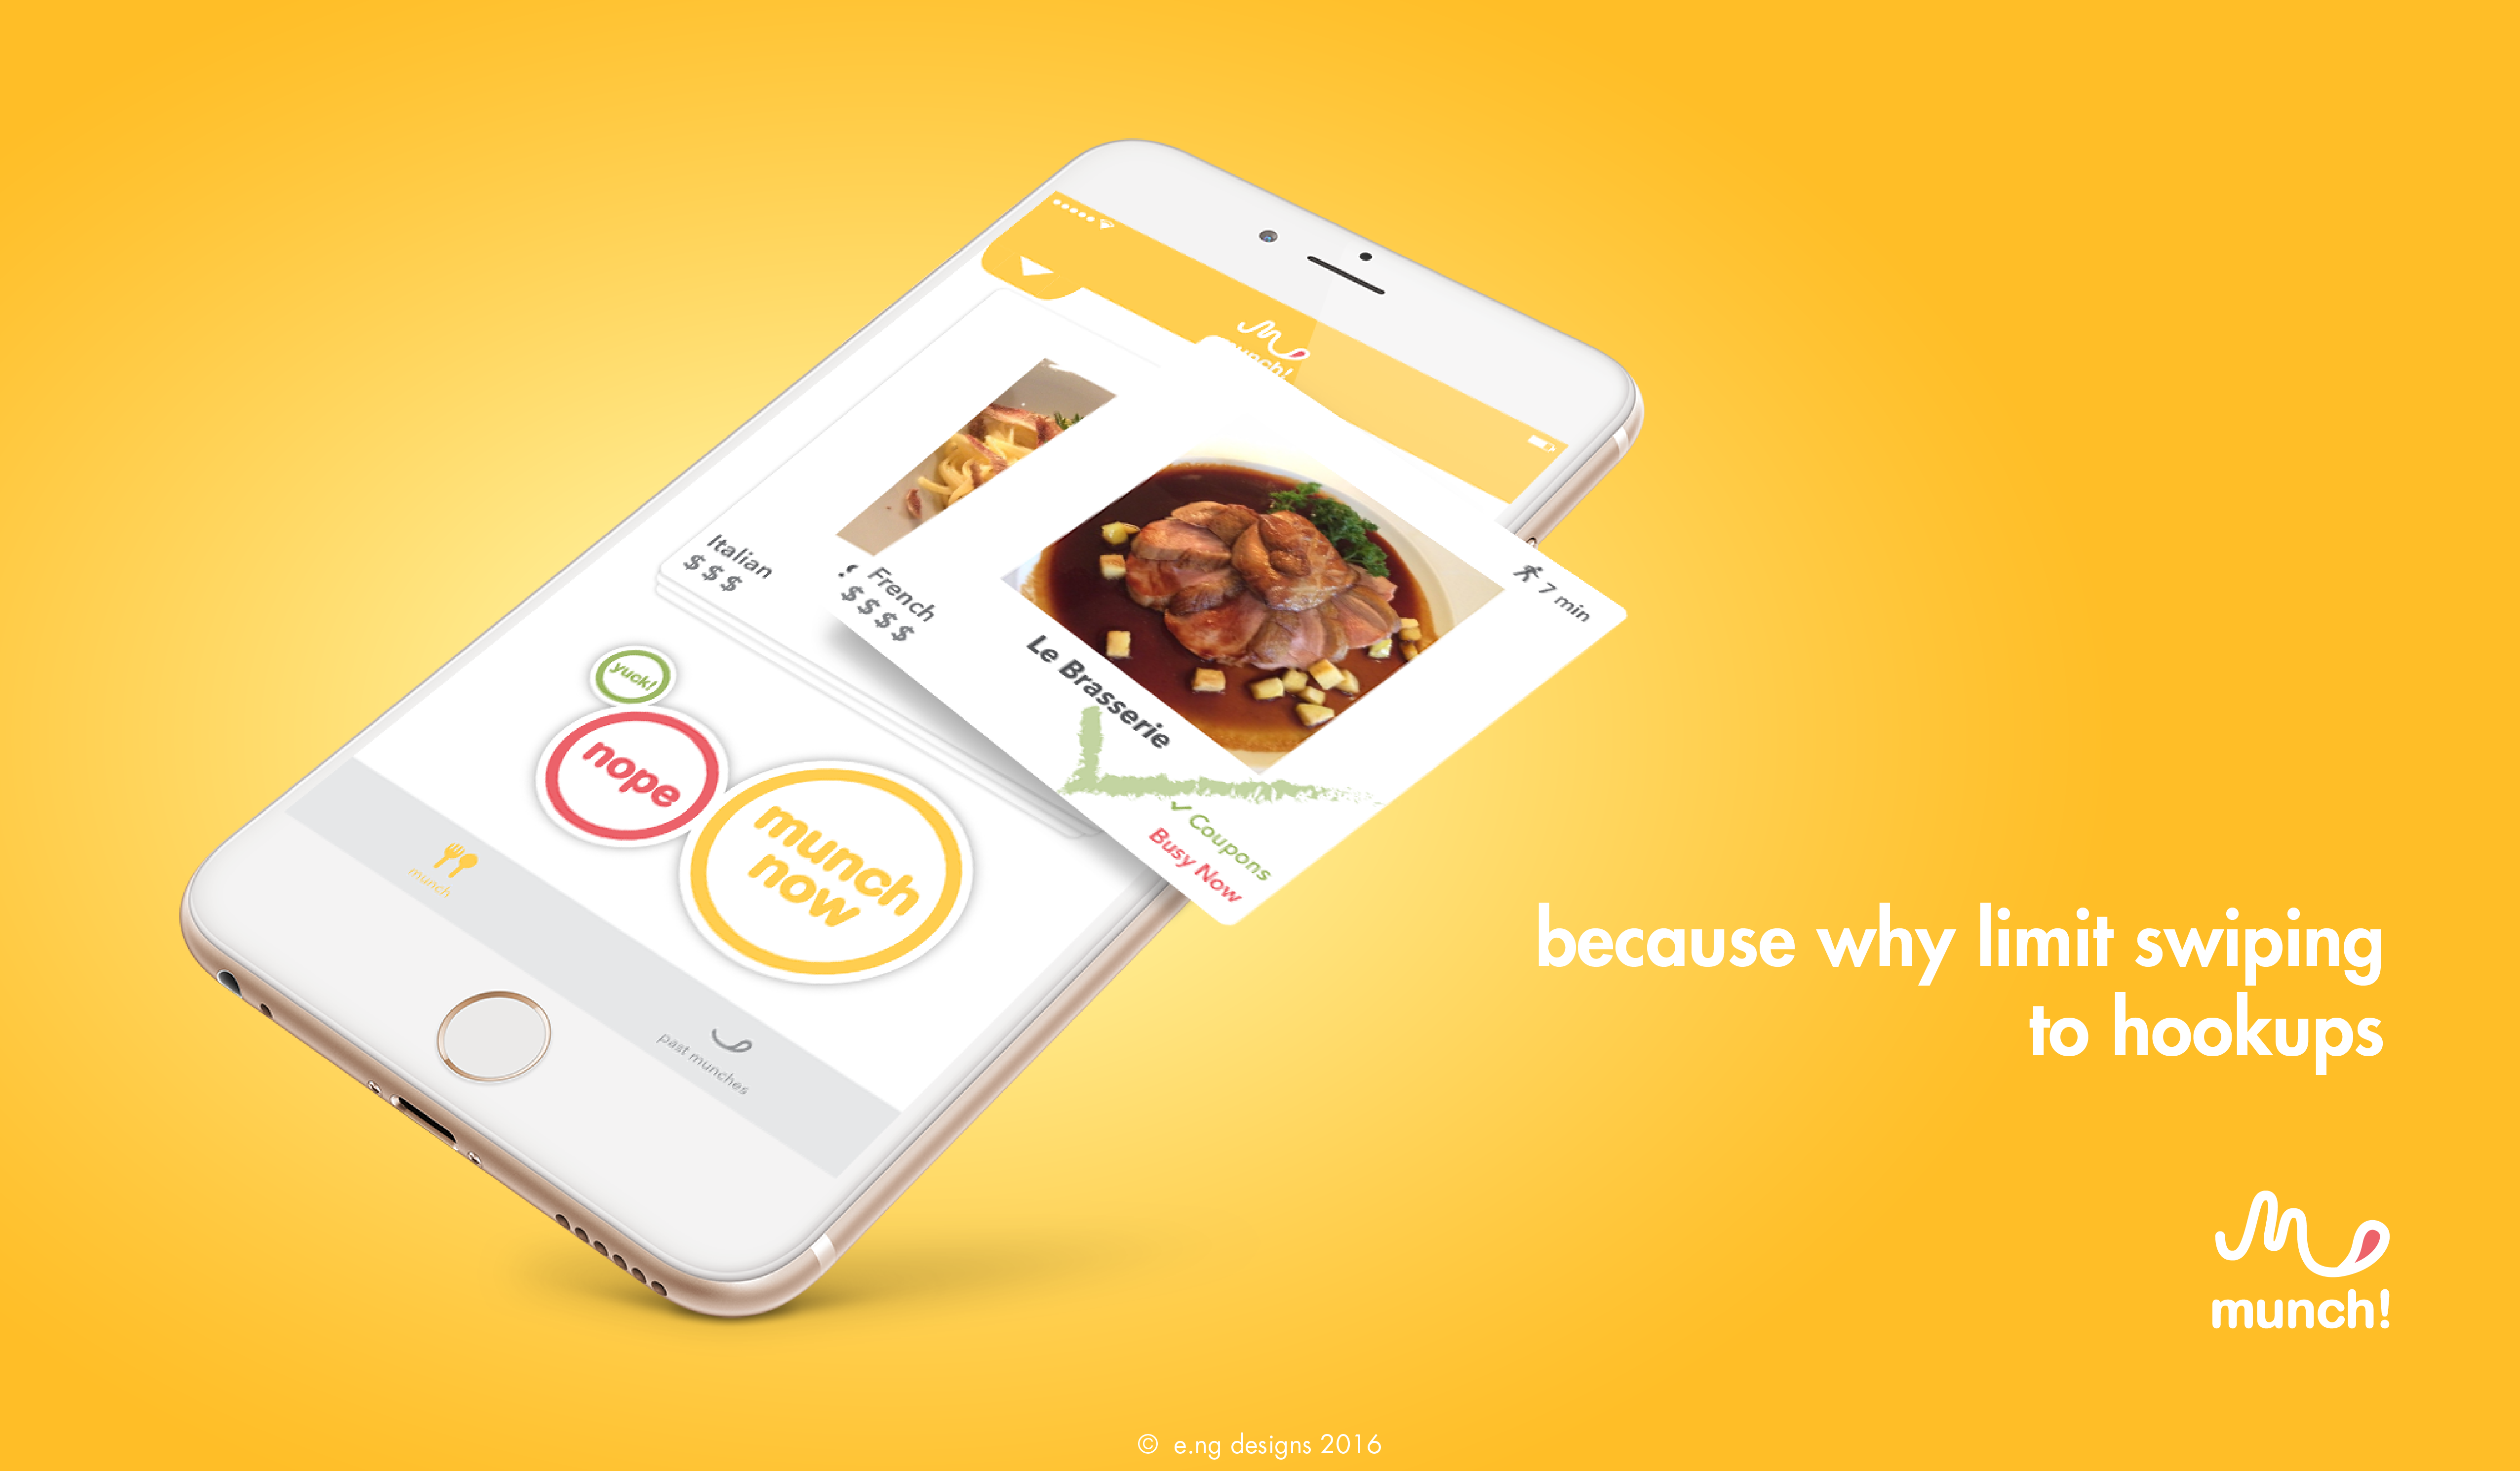 munch!
Italian
$ $ $
French
$ $ $ $
7 min
Le Brasserie
✓ Coupons
Busy Now
yuck!
nope
munch
now
munch
past munches
because why limit swiping
to hookups
munch!
© e.ng designs 2016